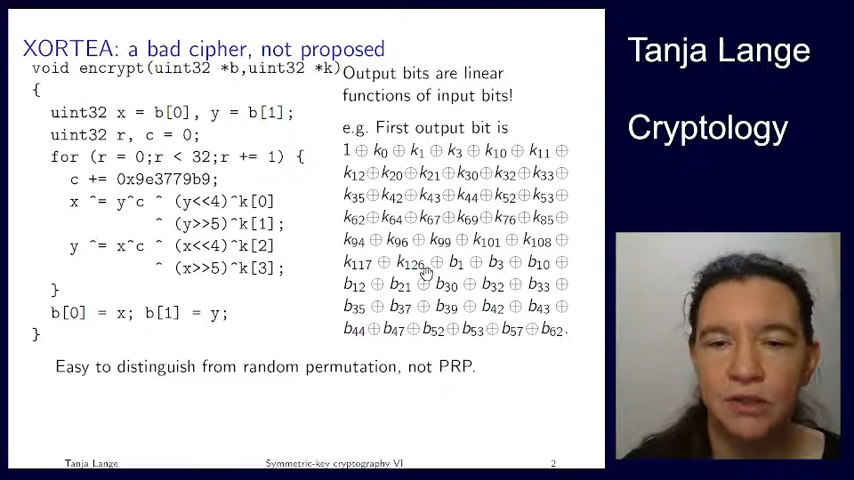 XORTEA: a bad cipher, not proposed
void encrypt(uint32 *b,uint32 *k)
{
uint32 x = b[0], y = b[1];
uint32 r, c = 0;
for (r = 0;r < 32;r += 1) {
c += 0x9e3779b9;
x ^= y^c ^ (y<<4)^k[0]
^ (y>>5)^k[1];
y ^= x^c ^ (x<<4)^k[2]
^ (x>>5)^k[3];
}
b[0] = x; b[1] = y;
}
Output bits are linear
functions of input bits!
e.g. First output bit is
1 ⊕ k₀ ⊕ k₁ ⊕ k₃ ⊕ k₁₀ ⊕ k₁₁ ⊕
k₁₂⊕k₂₀⊕k₂₁⊕k₃₀⊕k₃₂⊕k₃₃⊕
k₃₅⊕k₄₂⊕k₄₃⊕k₄₄⊕k₅₂⊕k₅₃⊕
k₆₂⊕k₆₄⊕k₆₇⊕k₆₉⊕k₇₆⊕k₈₅⊕
k₉₄ ⊕ k₉₆ ⊕ k₉₉ ⊕ k₁₀₁ ⊕ k₁₀₈ ⊕
k₁₁₇ ⊕ k₁₂₆ ⊕ b₁ ⊕ b₃ ⊕ b₁₀ ⊕
b₁₂ ⊕ b₂₁ ⊕ b₃₀ ⊕ b₃₂ ⊕ b₃₃ ⊕
b₃₅ ⊕ b₃₇ ⊕ b₃₉ ⊕ b₄₂ ⊕ b₄₃ ⊕
b₄₄⊕b₄₇⊕b₅₂⊕b₅₃⊕b₅₇⊕b₆₂.
Easy to distinguish from random permutation, not PRP.
Tanja Lange
Symmetric-key cryptography VI
2
Tanja Lange
Cryptology